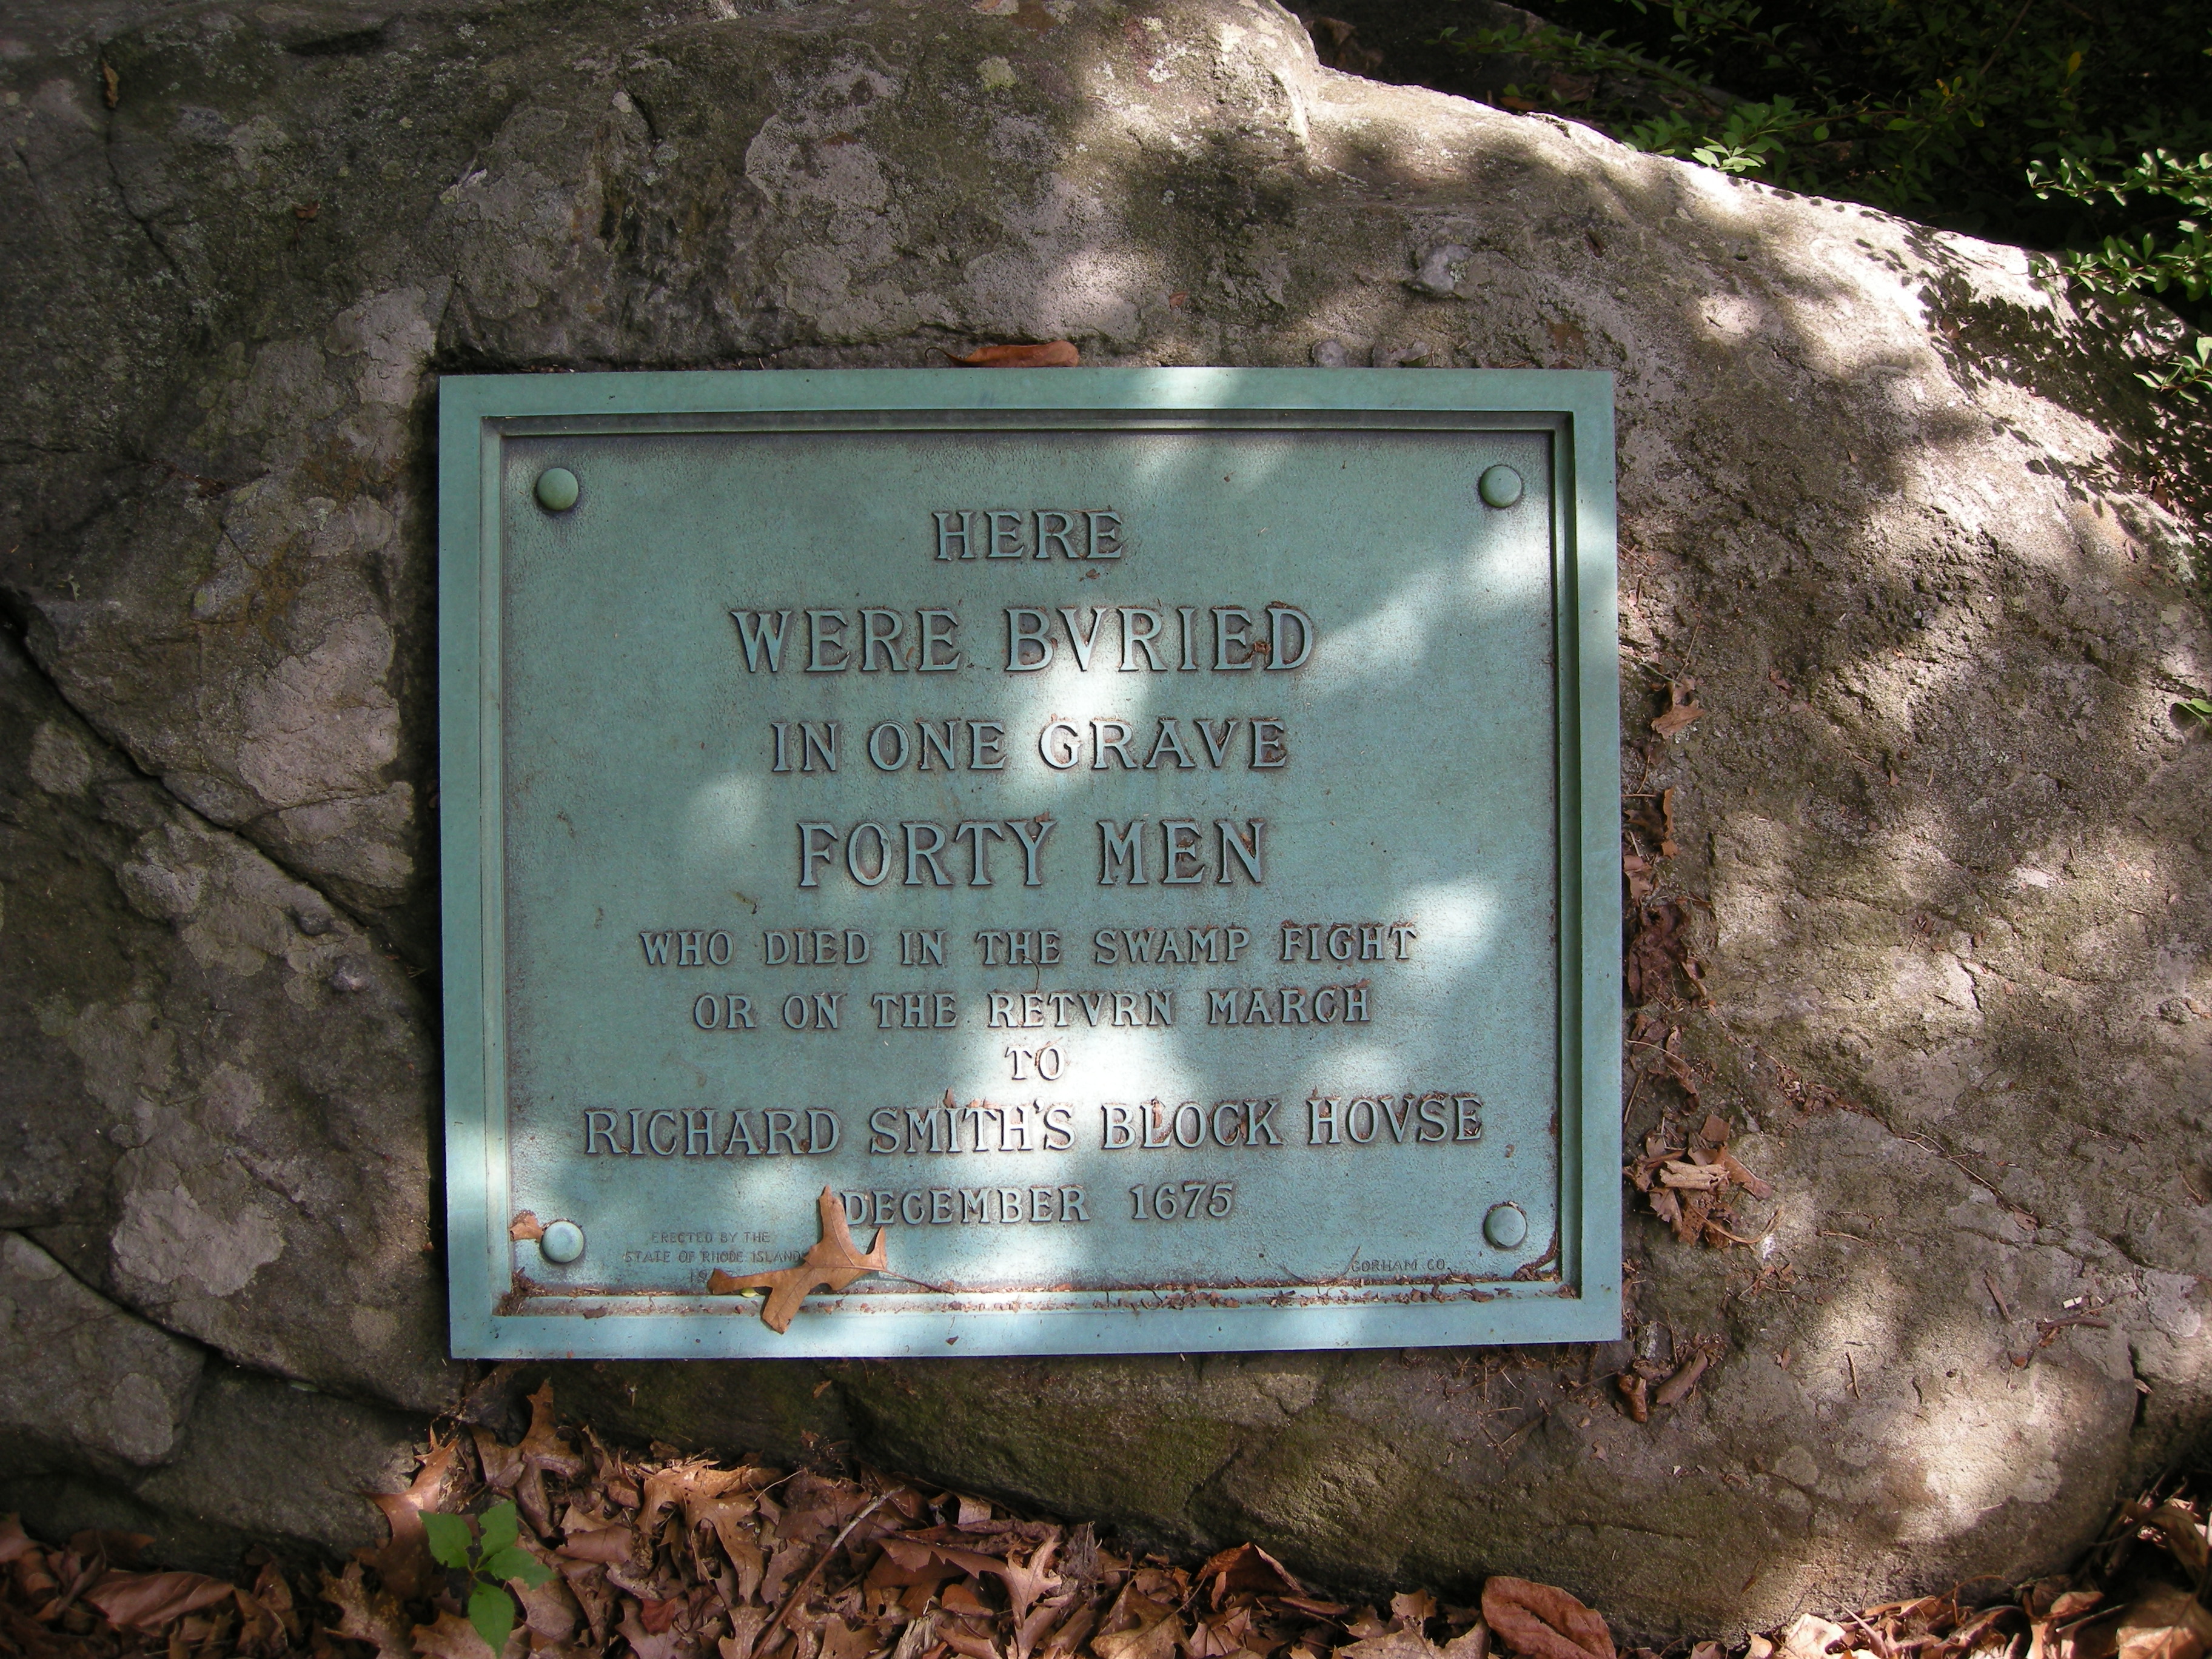 HERE
WERE BVRIED
IN ONE GRAVE
FORTY MEN
WHO DIED IN THE SWAMP FIGHT
OR ON THE RETVRN MARCH
TO
RICHARD SMITH'S BLOCK HOVSE
DECEMBER 1675
ERECTED BY THE
STATE OF RHODE ISLAND
GORHAM CO.